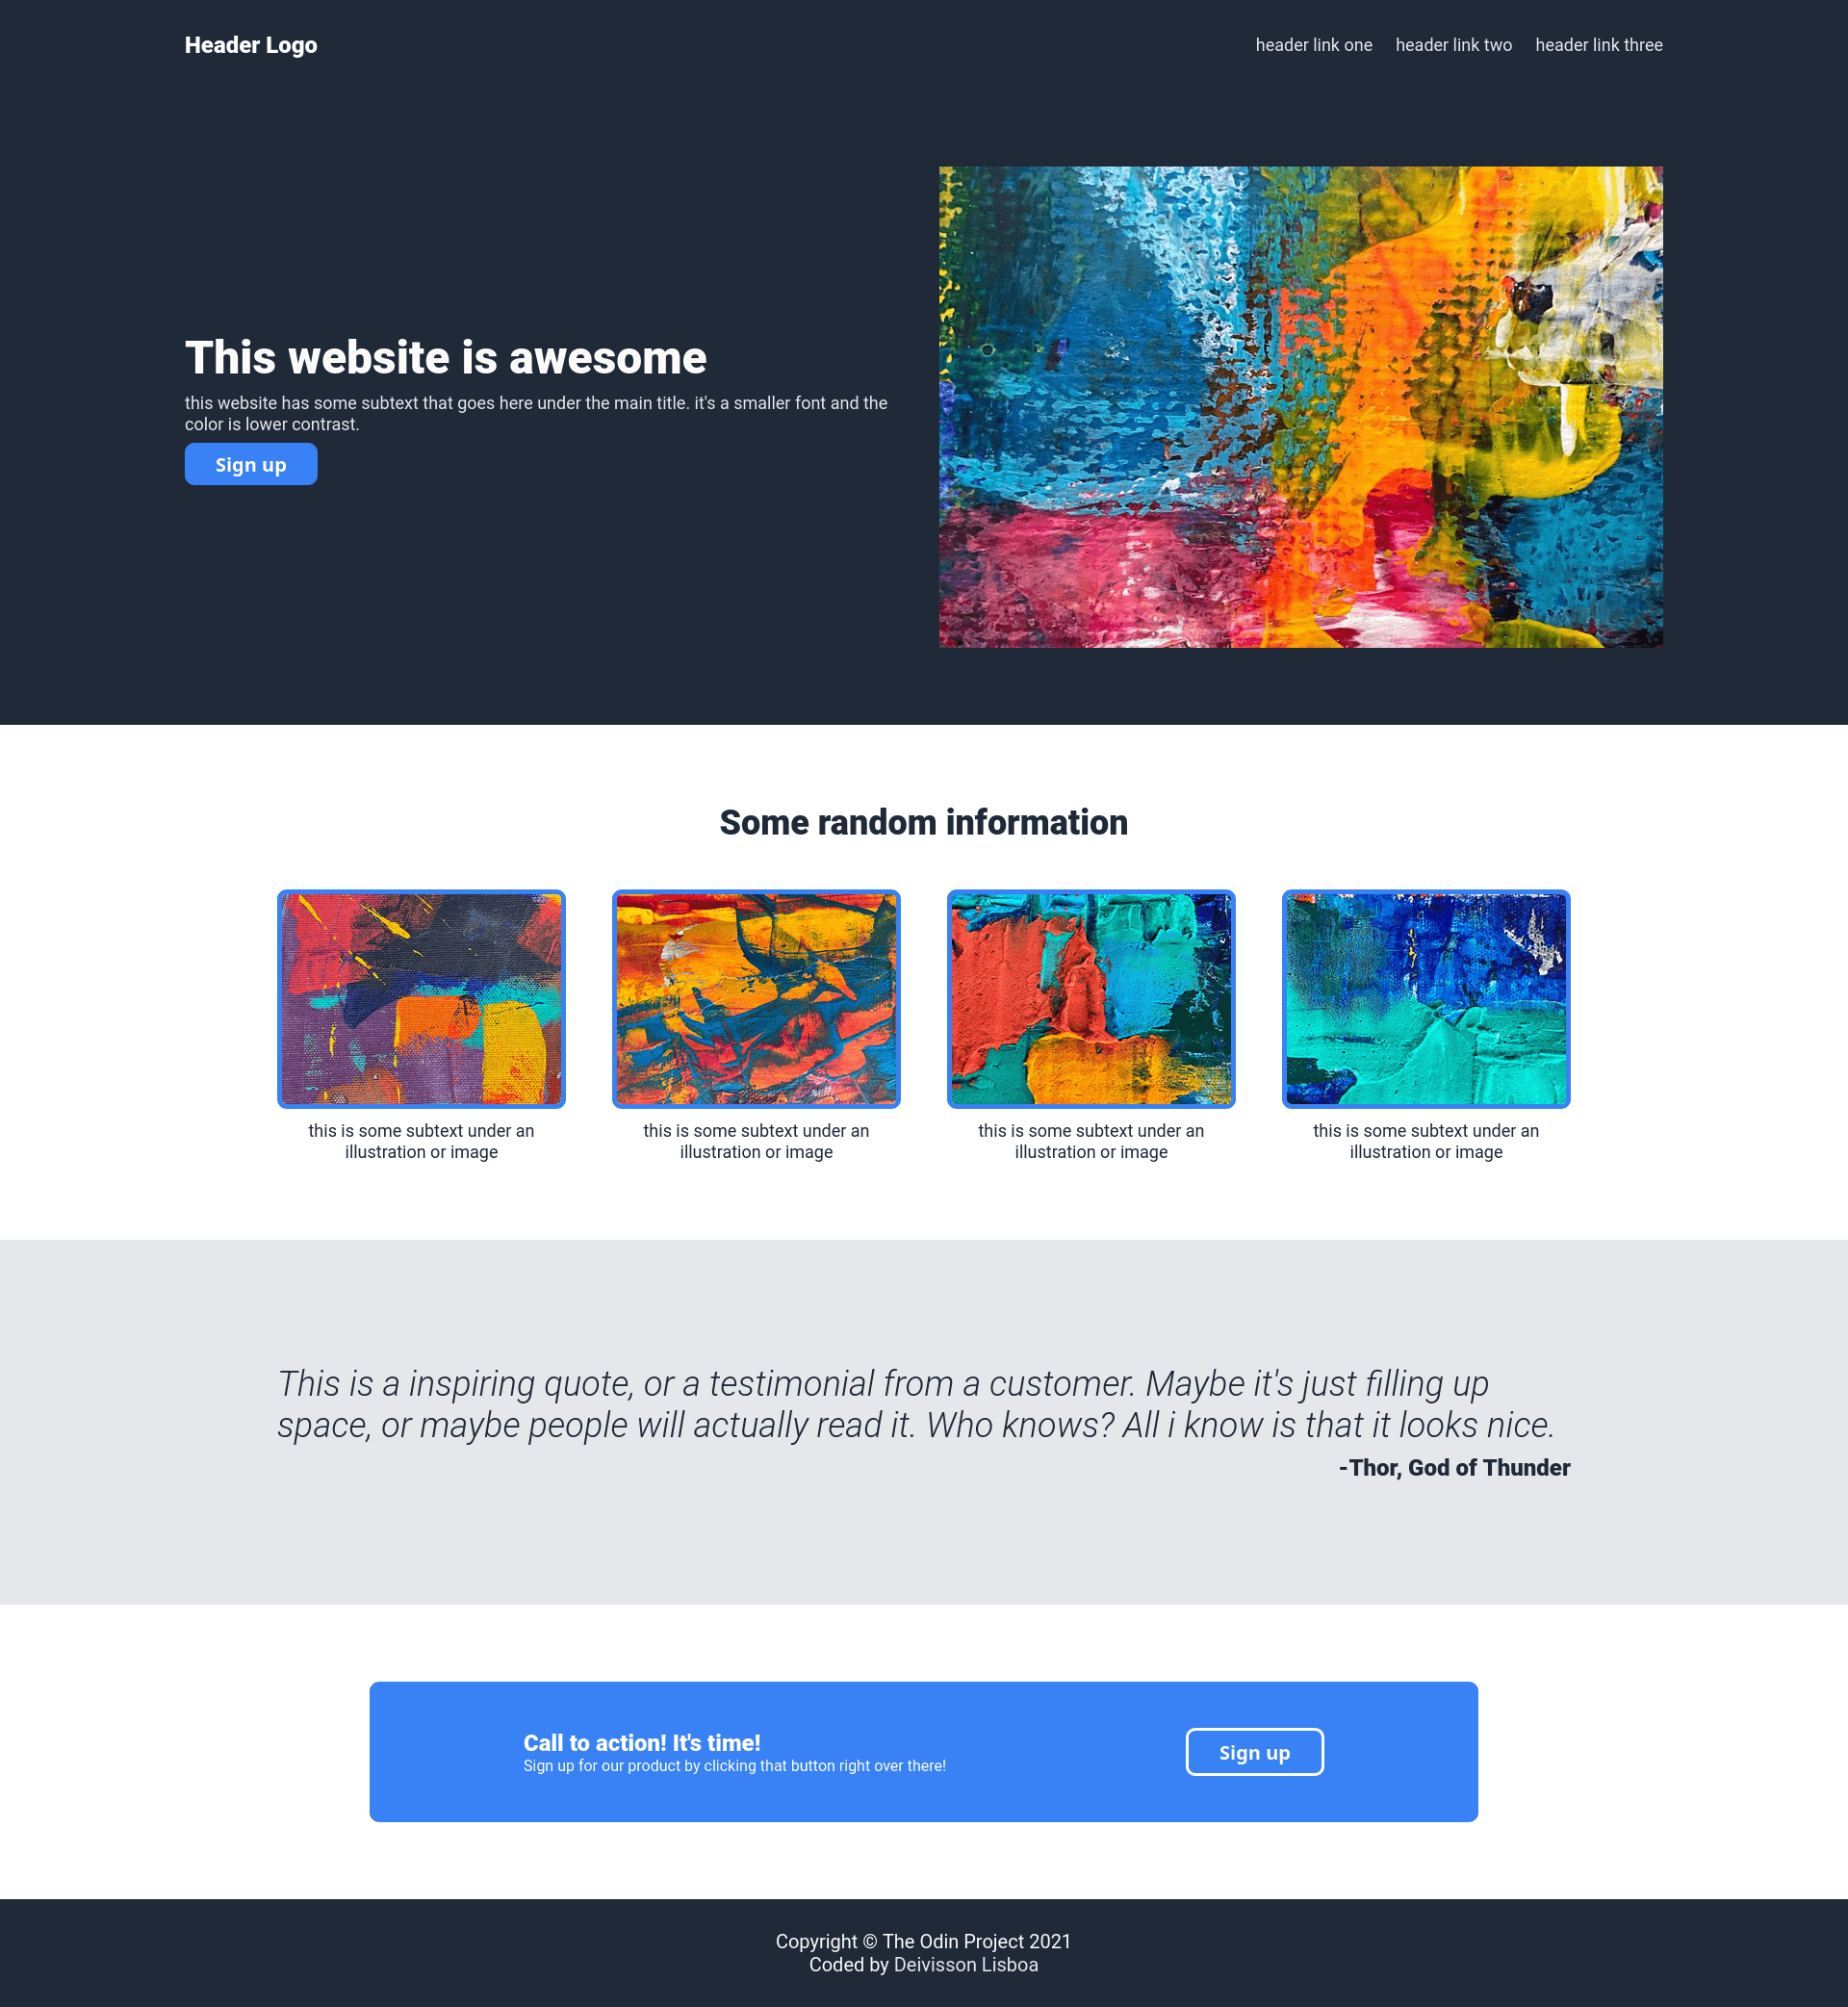 Header Logo
header link one
header link two
header link three
This website is awesome
this website has some subtext that goes here under the main title. it's a smaller font and the
color is lower contrast.
Sign up
Some random information
this is some subtext under an
illustration or image
this is some subtext under an
illustration or image
this is some subtext under an
illustration or image
this is some subtext under an
illustration or image
This is a inspiring quote, or a testimonial from a customer. Maybe it's just filling up
space, or maybe people will actually read it. Who knows? All i know is that it looks nice.
-Thor, God of Thunder
Call to action! It's time!
Sign up for our product by clicking that button right over there!
Sign up
Copyright © The Odin Project 2021
Coded by Deivisson Lisboa